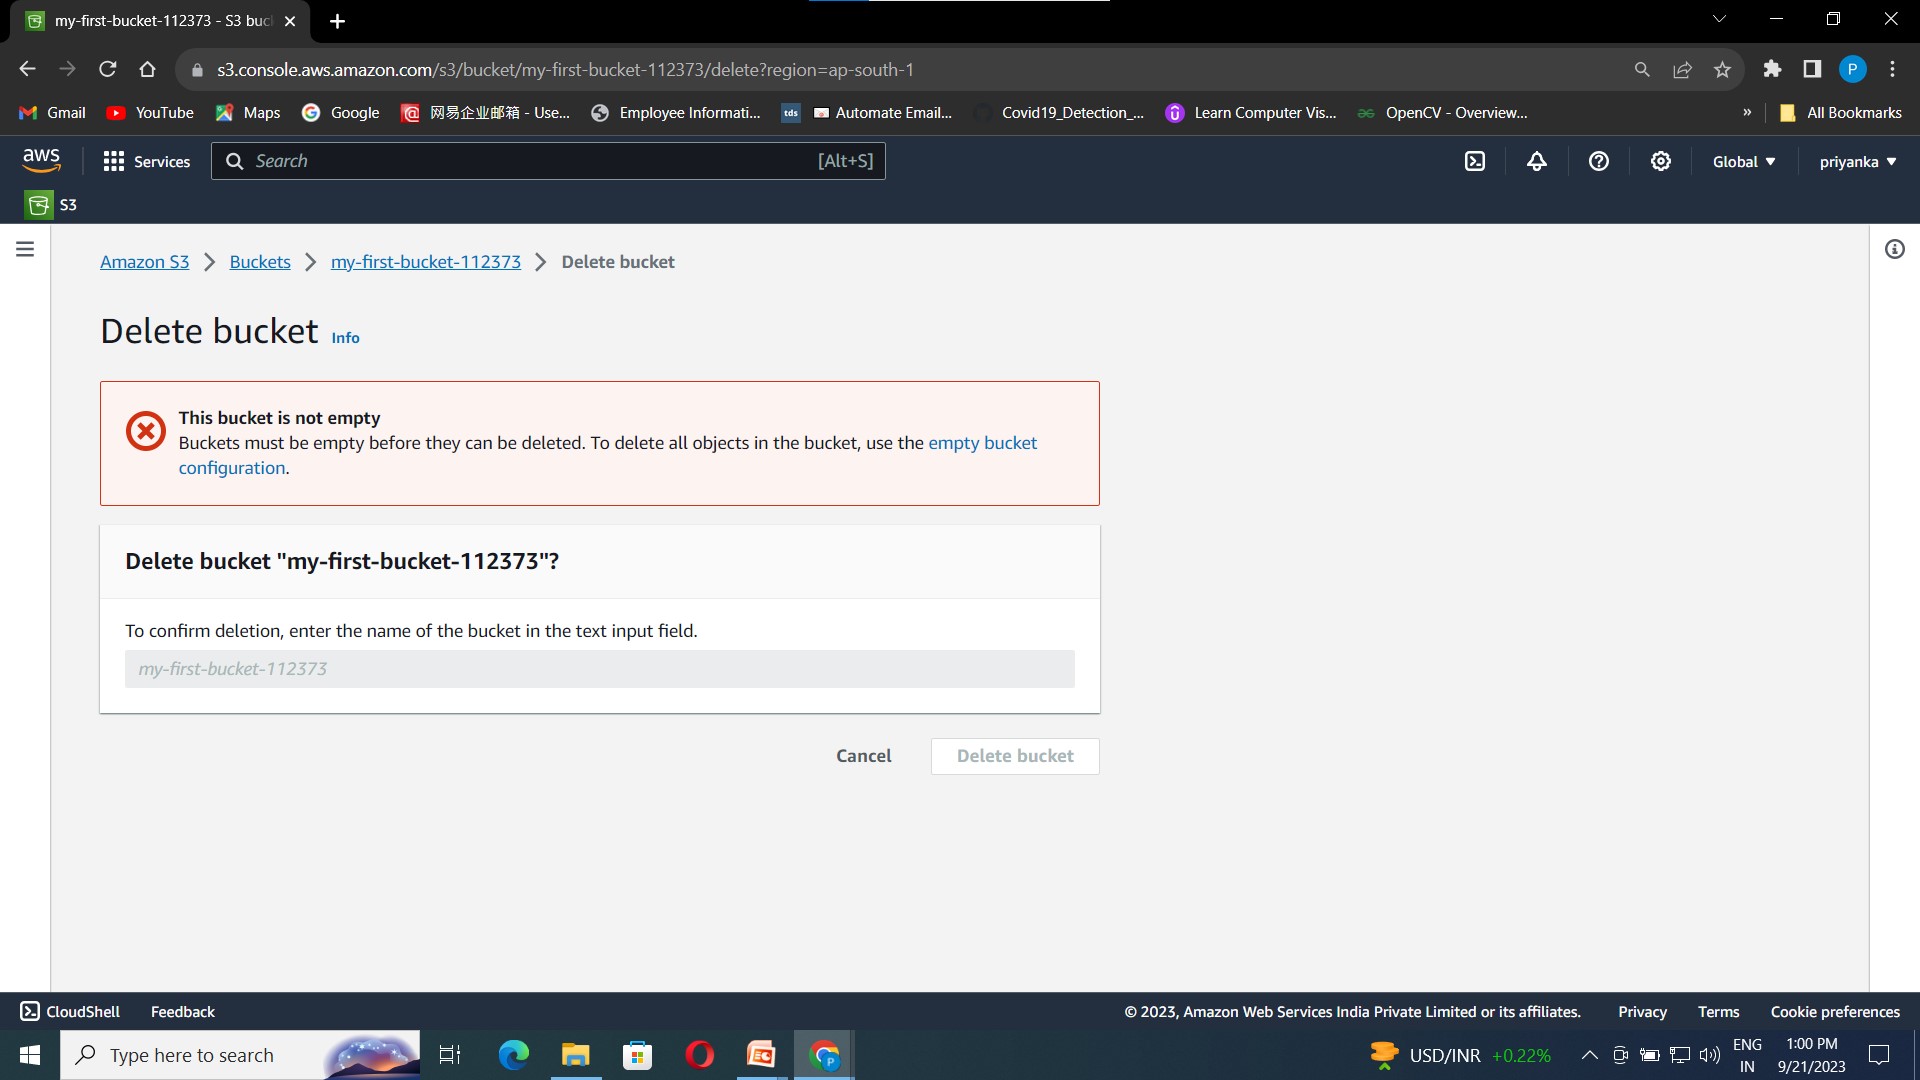 my-first-bucket-112373 - S3 buc
s3.console.aws.amazon.com/s3/bucket/my-first-bucket-112373/delete?region=ap-south-1
P
Gmail
YouTube
Maps
Google
网易企业邮箱 - Use...
Employee Informati...
tds
Automate Email...
Covid19_Detection_...
Learn Computer Vis...
OpenCV - Overview...
»
All Bookmarks
aws
Services
Search
[Alt+S]
Global
priyanka
S3
Amazon S3 > Buckets > my-first-bucket-112373 > Delete bucket
Delete bucket Info
This bucket is not empty
Buckets must be empty before they can be deleted. To delete all objects in the bucket, use the empty bucket
configuration.
Delete bucket "my-first-bucket-112373"?
To confirm deletion, enter the name of the bucket in the text input field.
my-first-bucket-112373
Cancel
Delete bucket
CloudShell
Feedback
© 2023, Amazon Web Services India Private Limited or its affiliates.
Privacy
Terms
Cookie preferences
Type here to search
USD/INR +0.22%
ENG
IN
1:00 PM
9/21/2023